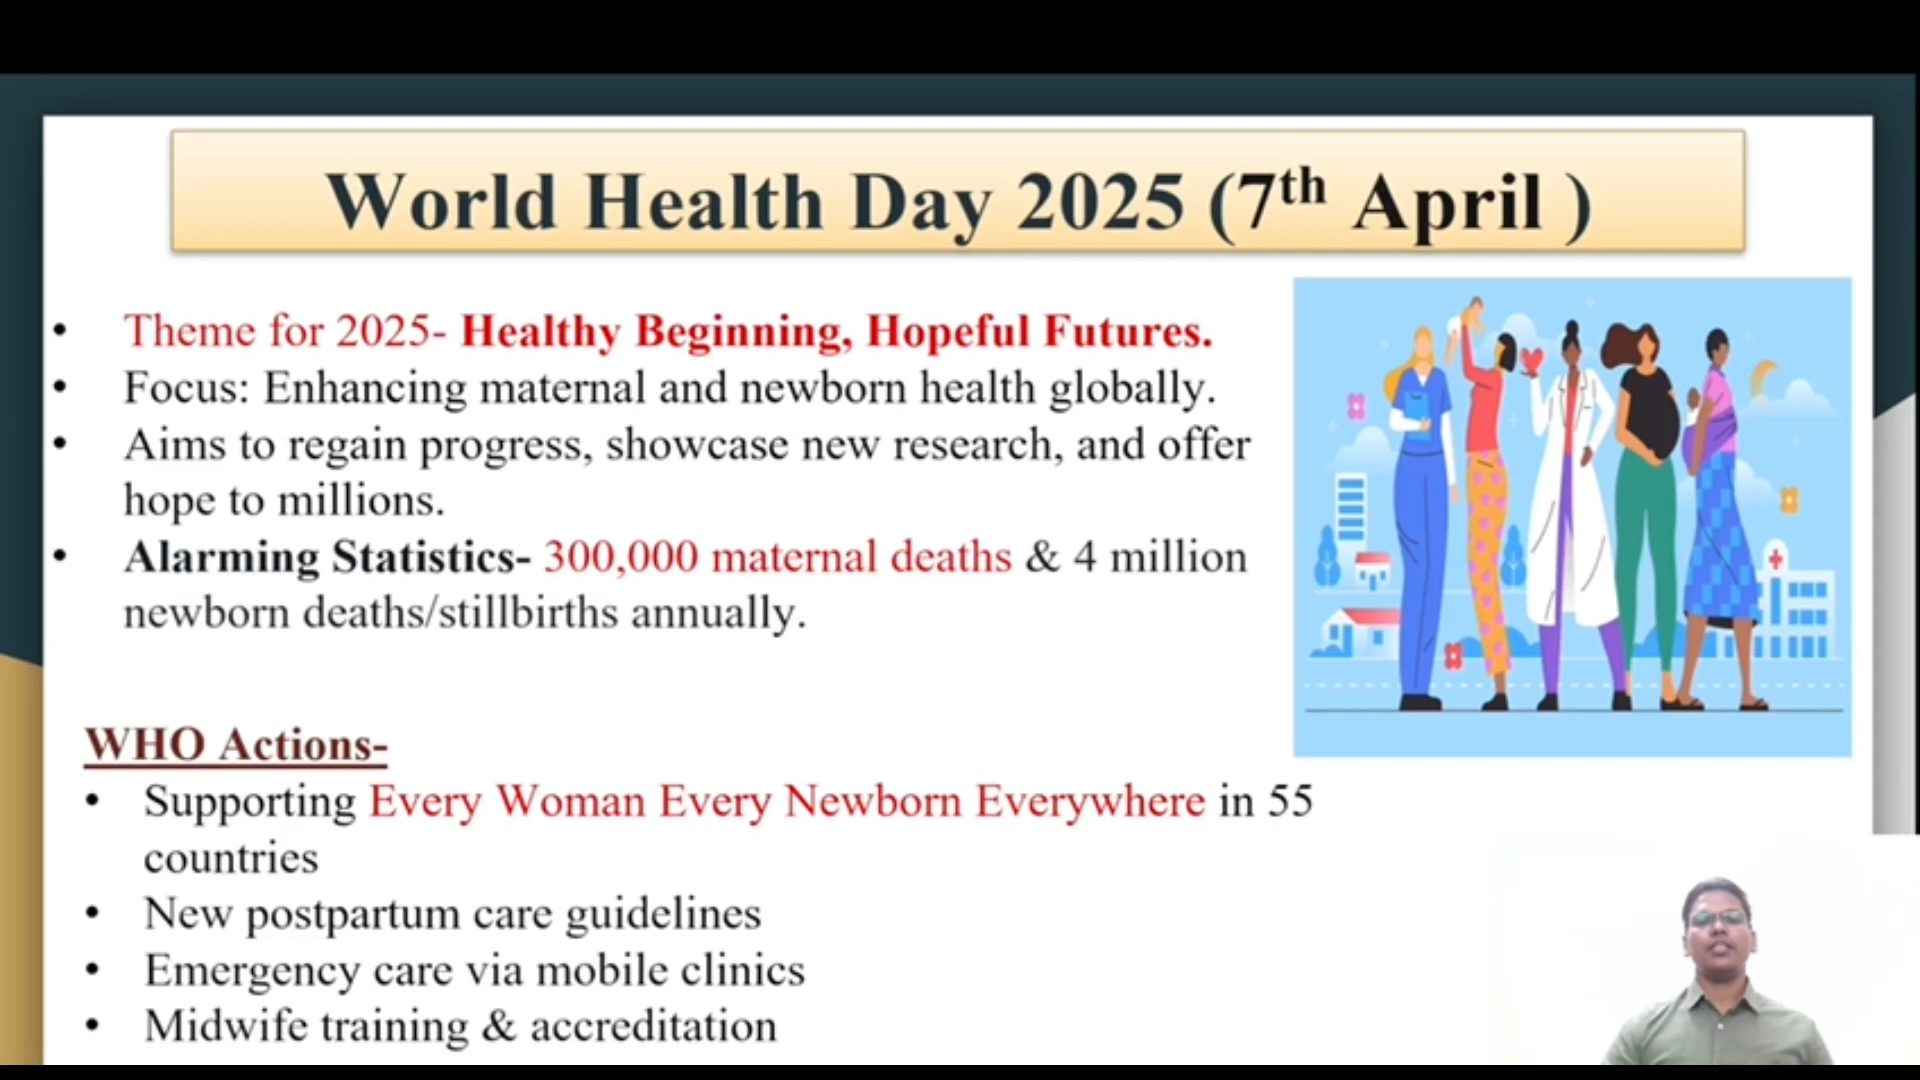 World Health Day 2025 (7th April )
• Theme for 2025- Healthy Beginning, Hopeful Futures.
• Focus: Enhancing maternal and newborn health globally.
• Aims to regain progress, showcase new research, and offer
hope to millions.
• Alarming Statistics- 300,000 maternal deaths & 4 million
newborn deaths/stillbirths annually.
WHO Actions-
• Supporting Every Woman Every Newborn Everywhere in 55
countries
• New postpartum care guidelines
• Emergency care via mobile clinics
• Midwife training & accreditation